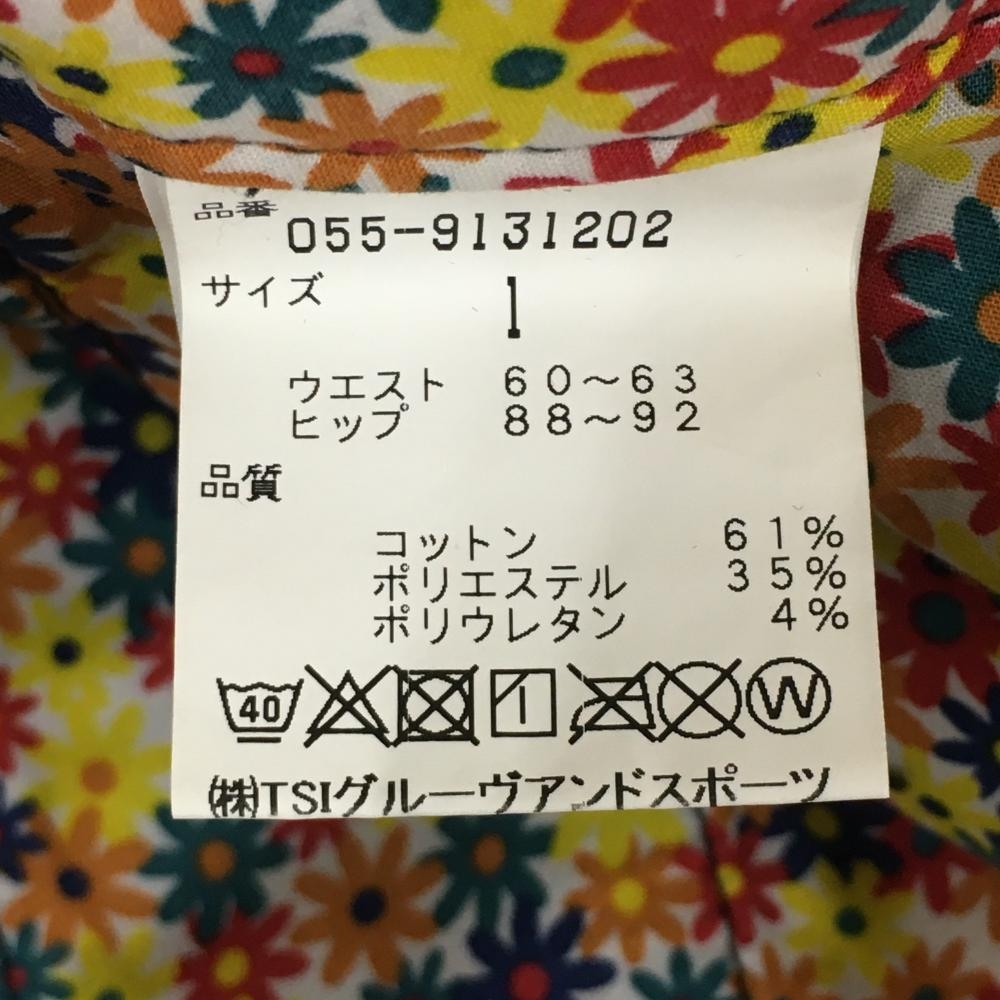 品番 055-9131202
サイズ 1
ウエスト 60～63
ヒップ 88～92
品質
コットン 61%
ポリエステル 35%
ポリウレタン 4%
40 W
㈱TSIグルーヴアンドスポーツ